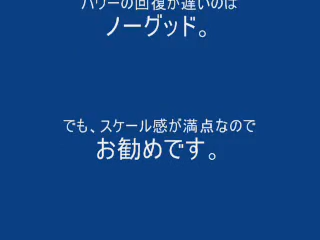 パワーの回復が遅いのは
ノーグッド。
でも、スケール感が満点なので
お勧めです。